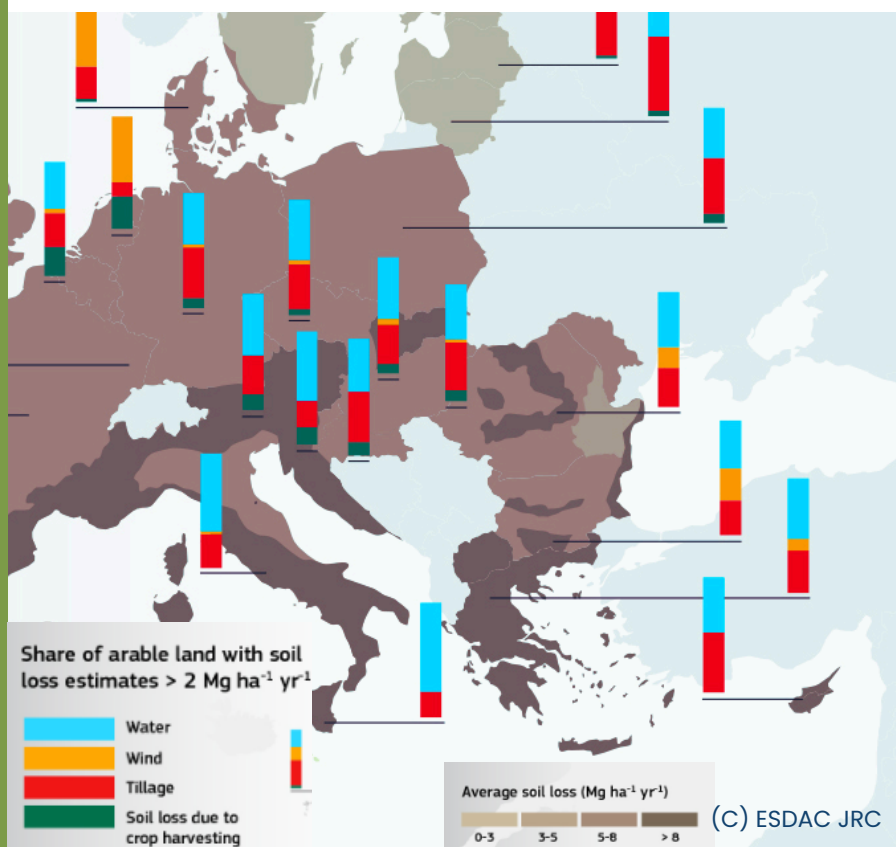 Share of arable land with soil
loss estimates > 2 Mg ha⁻¹ yr⁻¹
Water
Wind
Tillage
Soil loss due to
crop harvesting
Average soil loss (Mg ha⁻¹ yr⁻¹)
0-3 3-5 5-8 > 8
(C) ESDAC JRC